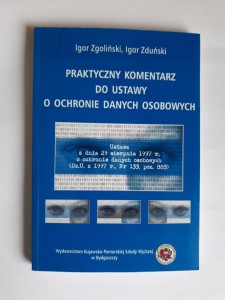 Igor Zgoliński, Igor Zduński
PRAKTYCZNY KOMENTARZ
DO USTAWY
O OCHRONIE DANYCH OSOBOWYCH
Ustawa
z dnia 29 sierpnia 1997 r.
o ochronie danych osobowych
(Dz.U. z 1997 r., Nr 133, poz. 883)
Wydawnictwo Kujawsko-Pomorskiej Szkoły Wyższej
w Bydgoszczy